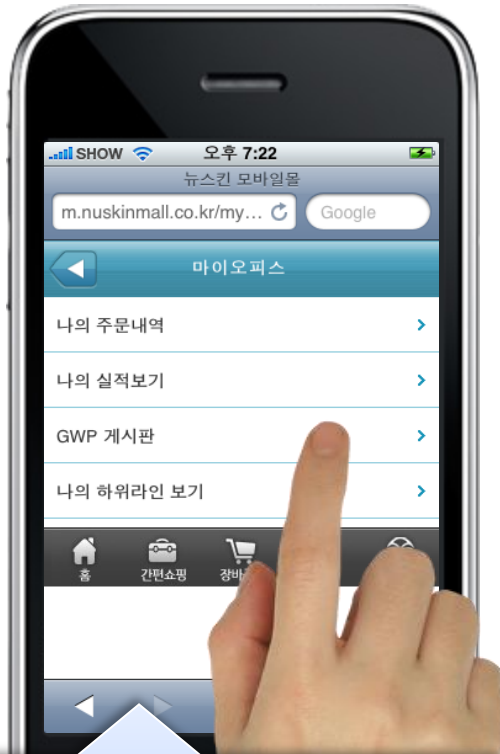 SHOW 오후 7:22
뉴스킨 모바일몰
m.nuskinmall.co.kr/my... Google
마이오피스
나의 주문내역
나의 실적보기
GWP 게시판
나의 하위라인 보기
홈 간편쇼핑